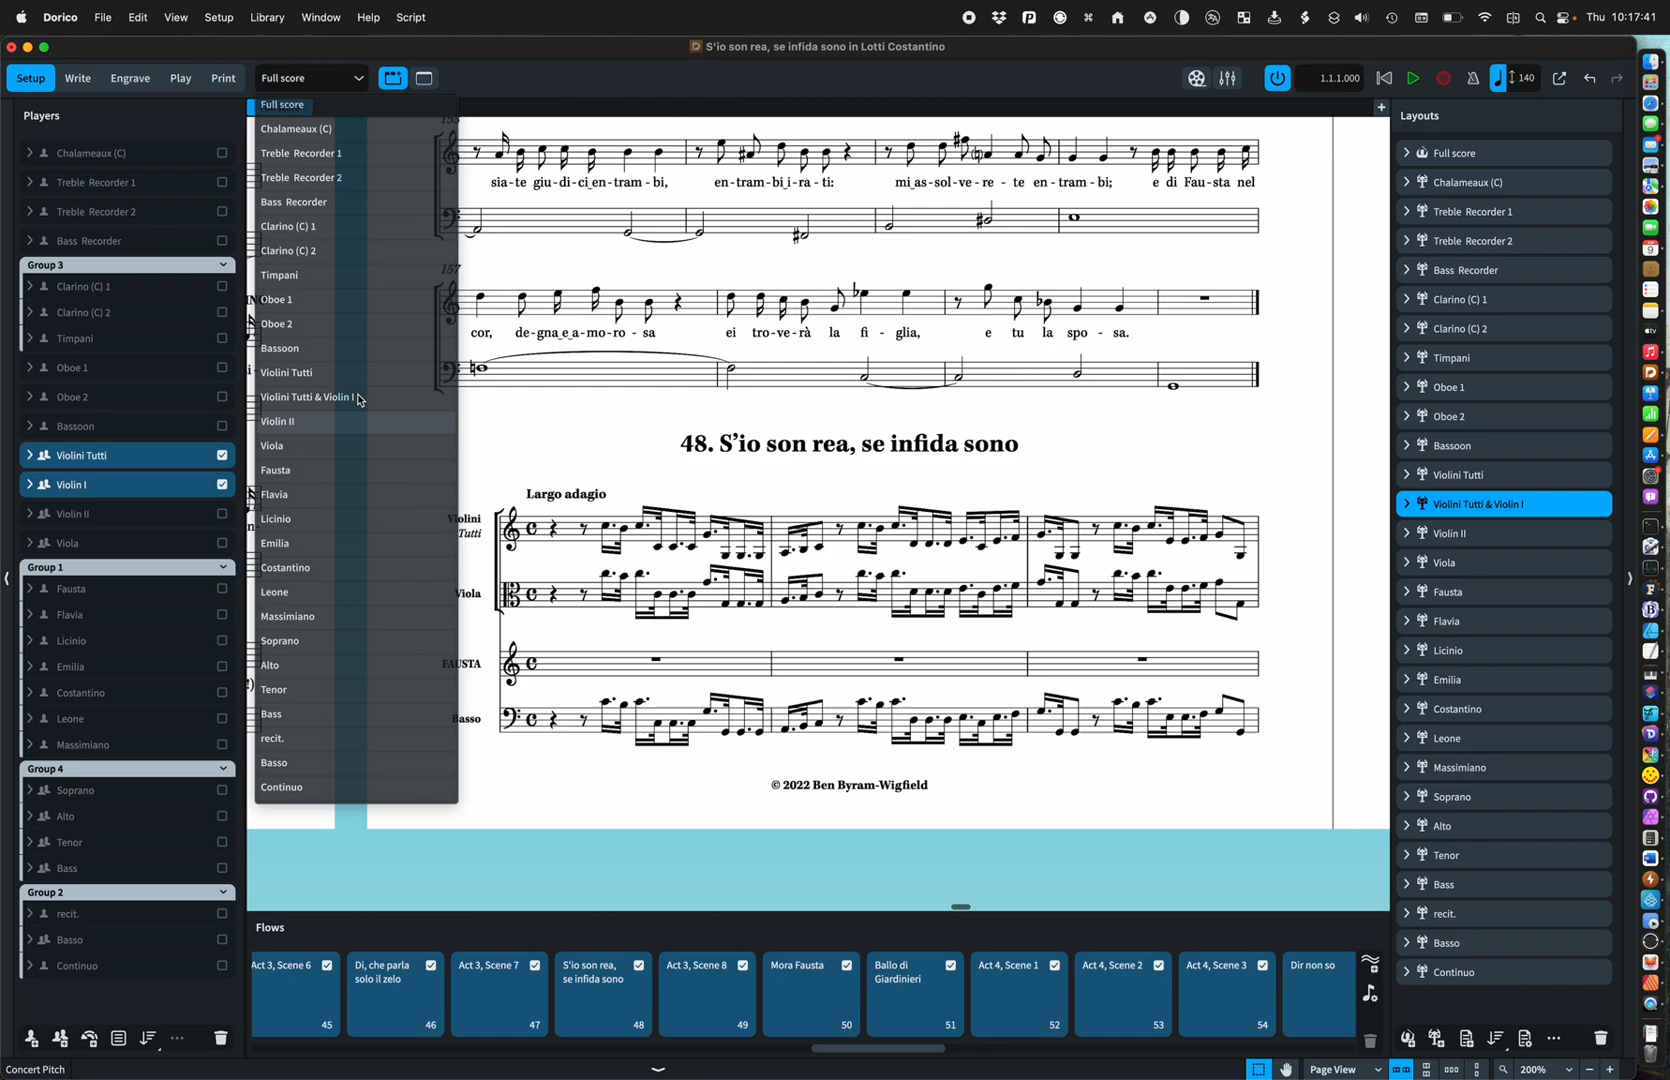 Dorico File Edit View Setup Library Window Help Script
Thu 10:17:41
S'io son rea, se infida sono in Lotti Costantino
Setup Write Engrave Play Print
Full score
1.1.1.000
140
Players
Chalameaux (C)
Treble Recorder 1
Treble Recorder 2
Bass Recorder
Group 3
Clarino (C) 1
Clarino (C) 2
Timpani
Oboe 1
Oboe 2
Bassoon
Violini Tutti
Violin I
Violin II
Viola
Group 1
Fausta
Flavia
Licinio
Emilia
Costantino
Leone
Massimiano
Group 4
Soprano
Alto
Tenor
Bass
Group 2
recit.
Basso
Continuo
Full score
Chalameaux (C)
Treble Recorder 1
Treble Recorder 2
Bass Recorder
Clarino (C) 1
Clarino (C) 2
Timpani
Oboe 1
Oboe 2
Bassoon
Violini Tutti
Violini Tutti & Violin I
Violin II
Viola
Fausta
Flavia
Licinio
Emilia
Costantino
Leone
Massimiano
Soprano
Alto
Tenor
Bass
recit.
Basso
Continuo
sia-te giu-di-ci en-tram-bi, en-tram-bi i-ra-ti: mi as-sol-ve-re-te en-tram-bi; e di Fau-sta nel
157
cor, de-gna e a-mo-ro-sa ei tro-ve-rà la fi-glia, e tu la spo-sa.
48. S’io son rea, se infida sono
Largo adagio
Violini
Tutti
Viola
FAUSTA
Basso
© 2022 Ben Byram-Wigfield
Flows
Act 3, Scene 6
45
Di, che parla
solo il zelo
46
Act 3, Scene 7
47
S'io son rea,
se infida sono
48
Act 3, Scene 8
49
Mora Fausta
50
Ballo di
Giardinieri
51
Act 4, Scene 1
52
Act 4, Scene 2
53
Act 4, Scene 3
54
Dir non so
Layouts
Full score
Chalameaux (C)
Treble Recorder 1
Treble Recorder 2
Bass Recorder
Clarino (C) 1
Clarino (C) 2
Timpani
Oboe 1
Oboe 2
Bassoon
Violini Tutti
Violini Tutti & Violin I
Violin II
Viola
Fausta
Flavia
Licinio
Emilia
Costantino
Leone
Massimiano
Soprano
Alto
Tenor
Bass
recit.
Basso
Continuo
Concert Pitch
Page View
200%